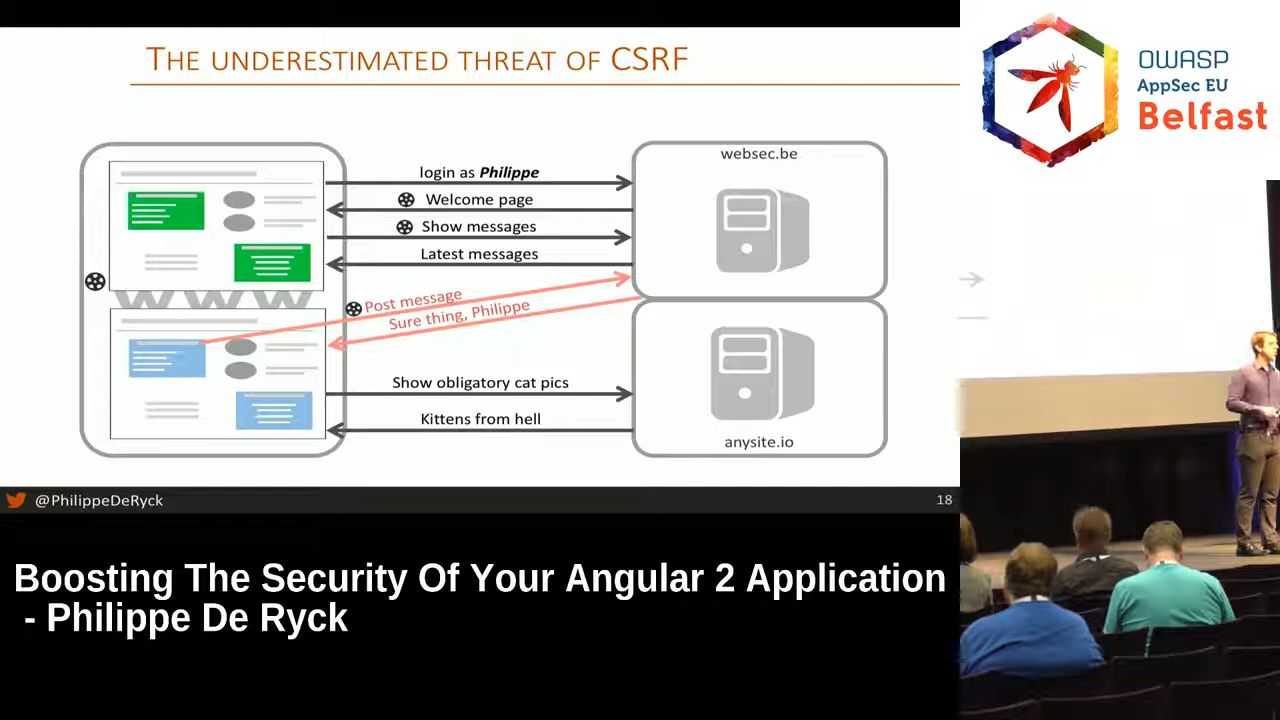 THE UNDERESTIMATED THREAT OF CSRF
OWASP
AppSec EU
Belfast
login as Philippe
Welcome page
Show messages
Latest messages
Post message
Sure thing, Philippe
Show obligatory cat pics
Kittens from hell
websec.be
anysite.io
WWW
@PhilippeDeRyck
18
Boosting The Security Of Your Angular 2 Application
- Philippe De Ryck